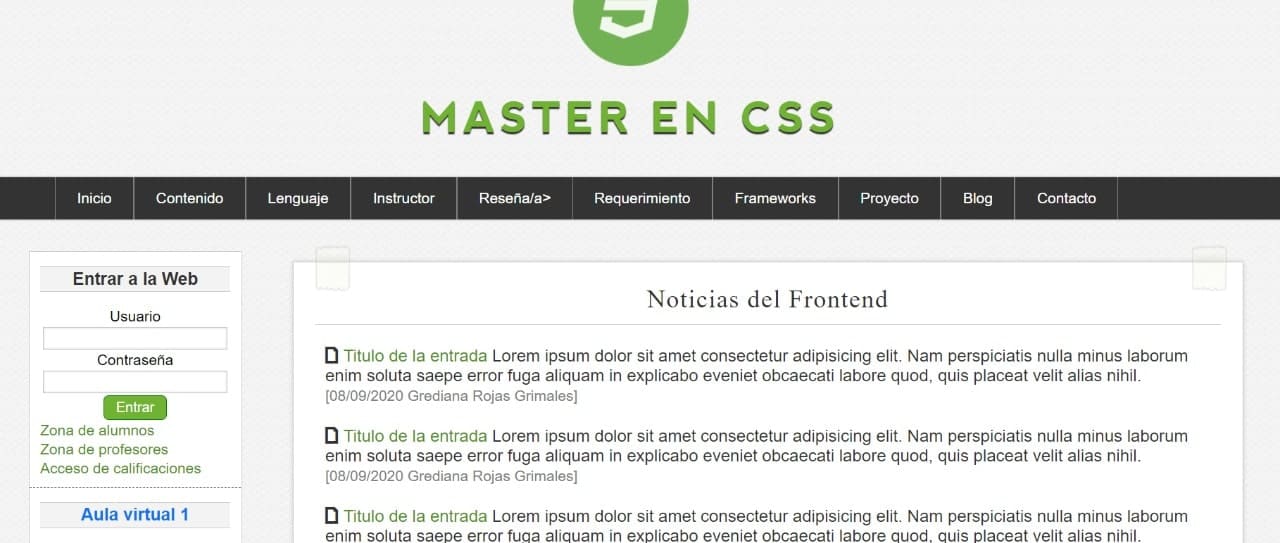 MASTER EN CSS
Inicio Contenido Lenguaje Instructor Reseña/a> Requerimiento Frameworks Proyecto Blog Contacto
Entrar a la Web
Usuario
Contraseña
Entrar
Zona de alumnos
Zona de profesores
Acceso de calificaciones
Aula virtual 1
Noticias del Frontend
Titulo de la entrada Lorem ipsum dolor sit amet consectetur adipisicing elit. Nam perspiciatis nulla minus laborum
enim soluta saepe error fuga aliquam in explicabo eveniet obcaecati labore quod, quis placeat velit alias nihil.
[08/09/2020 Grediana Rojas Grimales]
Titulo de la entrada Lorem ipsum dolor sit amet consectetur adipisicing elit. Nam perspiciatis nulla minus laborum
enim soluta saepe error fuga aliquam in explicabo eveniet obcaecati labore quod, quis placeat velit alias nihil.
[08/09/2020 Grediana Rojas Grimales]
Titulo de la entrada Lorem ipsum dolor sit amet consectetur adipisicing elit. Nam perspiciatis nulla minus laborum
enim soluta saepe error fuga aliquam in explicabo eveniet obcaecati labore quod, quis placeat velit alias nihil.